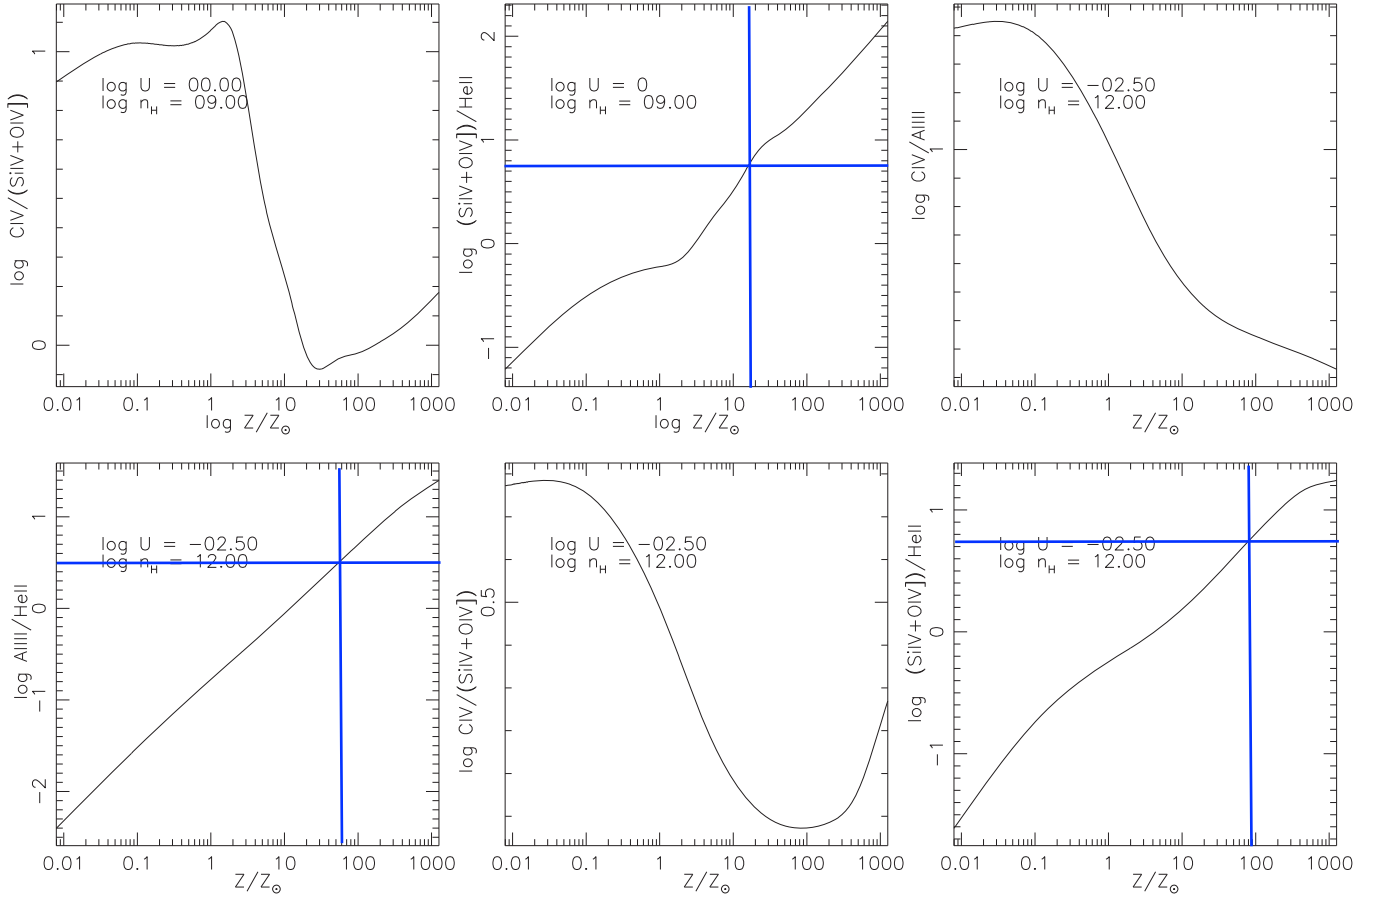 log CIV/(SiIV+OIV])
1
0
log U = 00.00
log nH = 09.00
0.01 0.1 1 10 100 1000
log Z/Z⊙
log (SiIV+OIV])/HeII
2
1
0
−1
log U = 0
log nH = 09.00
0.01 0.1 1 10 100 1000
log Z/Z⊙
log CIV/AlIII
1
log U = −02.50
log nH = 12.00
0.01 0.1 1 10 100 1000
Z/Z⊙
log AlIII/HeII
1
0
−1
−2
log U = −02.50
log nH = 12.00
0.01 0.1 1 10 100 1000
Z/Z⊙
log CIV/(SiIV+OIV])
0.5
log U = −02.50
log nH = 12.00
0.01 0.1 1 10 100 1000
Z/Z⊙
log (SiIV+OIV])/HeII
1
0
−1
log U = −02.50
log nH = 12.00
0.01 0.1 1 10 100 1000
Z/Z⊙